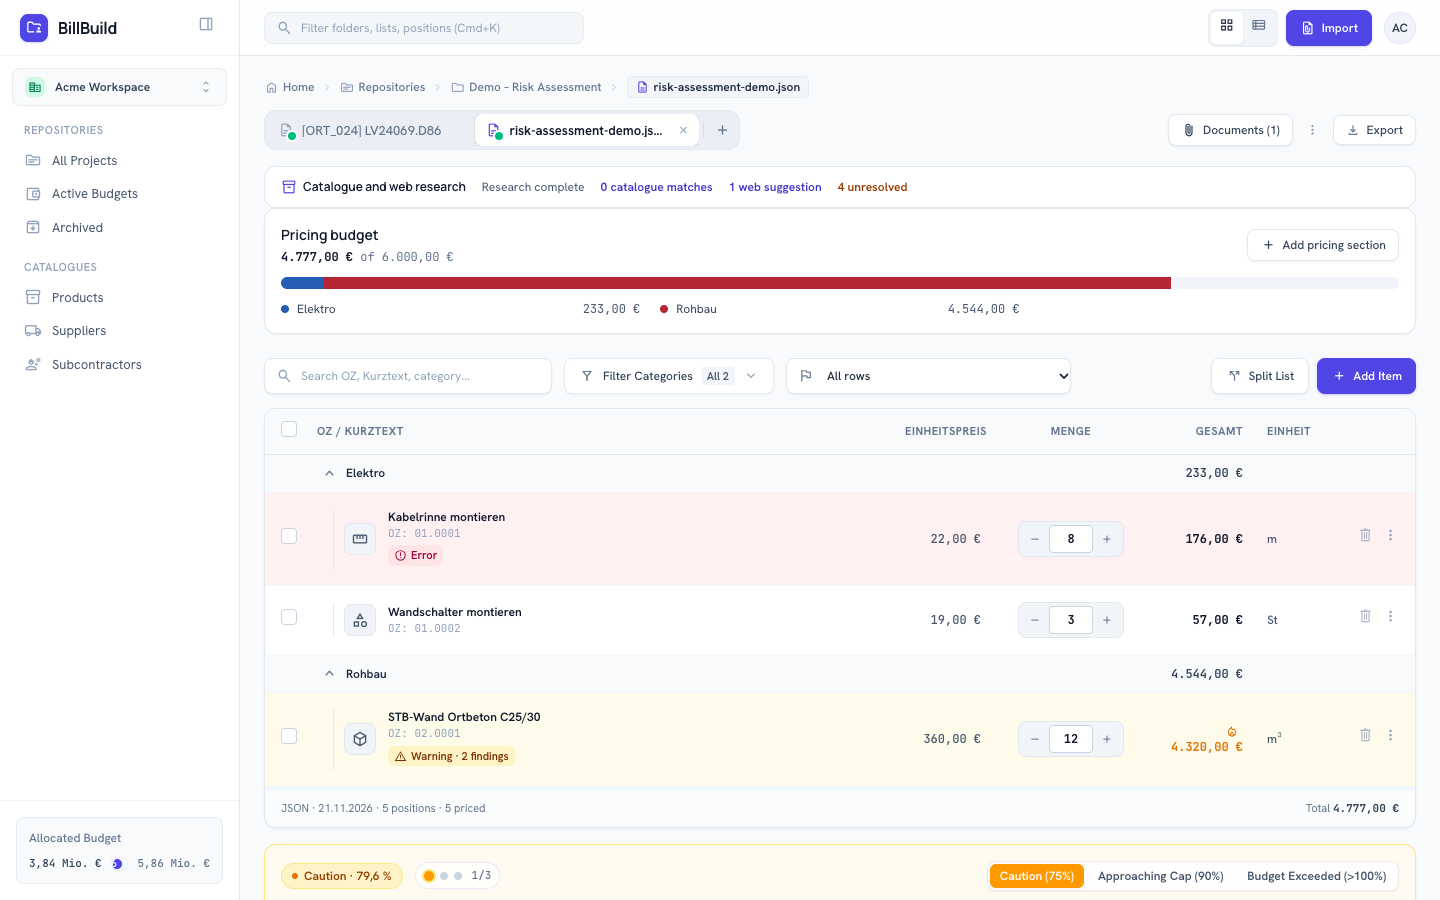 BillBuild
Filter folders, lists, positions (Cmd+K)
Import
AC
Acme Workspace
REPOSITORIES
All Projects
Active Budgets
Archived
CATALOGUES
Products
Suppliers
Subcontractors
Allocated Budget
3,84 Mio. € 5,86 Mio. €
Home
Repositories
Demo – Risk Assessment
risk-assessment-demo.json
[ORT_024] LV24069.D86
risk-assessment-demo.js...
Documents (1)
Export
Catalogue and web research
Research complete
0 catalogue matches
1 web suggestion
4 unresolved
Pricing budget
4.777,00 € of 6.000,00 €
Add pricing section
Elektro 233,00 €
Rohbau 4.544,00 €
Search OZ, Kurztext, category...
Filter Categories All 2
All rows
Split List
Add Item
OZ / KURZTEXT EINHEITSPREIS MENGE GESAMT EINHEIT
Elektro 233,00 €
Kabelrinne montieren
OZ: 01.0001
Error
22,00 € 8 176,00 € m
Wandschalter montieren
OZ: 01.0002
19,00 € 3 57,00 € St
Rohbau 4.544,00 €
STB-Wand Ortbeton C25/30
OZ: 02.0001
Warning · 2 findings
360,00 € 12 4.320,00 € m³
JSON · 21.11.2026 · 5 positions · 5 priced
Total 4.777,00 €
Caution · 79,6 %
1/3
Caution (75%)
Approaching Cap (90%)
Budget Exceeded (>100%)